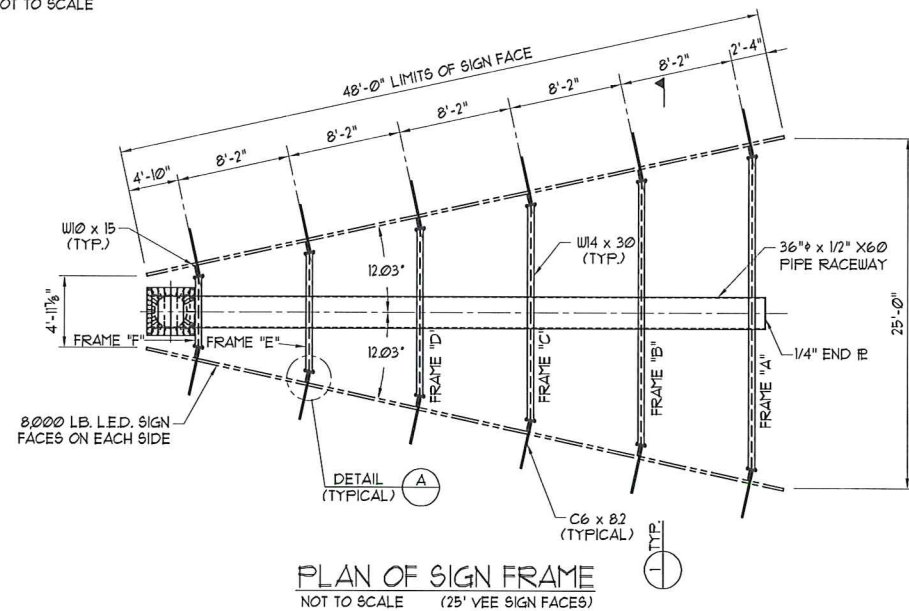 NOT TO SCALE
48'-0" LIMITS OF SIGN FACE
4'-10"
8'-2"
8'-2"
8'-2"
8'-2"
8'-2"
2'-4"
W10 x 15
(TYP.)
4'-11⅞"
FRAME "F"
FRAME "E"
FRAME "D"
FRAME "C"
FRAME "B"
FRAME "A"
12.03°
12.03°
W14 x 30
(TYP.)
36"ϕ x 1/2" X60
PIPE RACEWAY
1/4" END PL
25'-0"
8,000 LB. L.E.D. SIGN
FACES ON EACH SIDE
DETAIL
(TYPICAL)
A
C6 x 8.2
(TYPICAL)
1
TYP.
PLAN OF SIGN FRAME
NOT TO SCALE (25' VEE SIGN FACES)